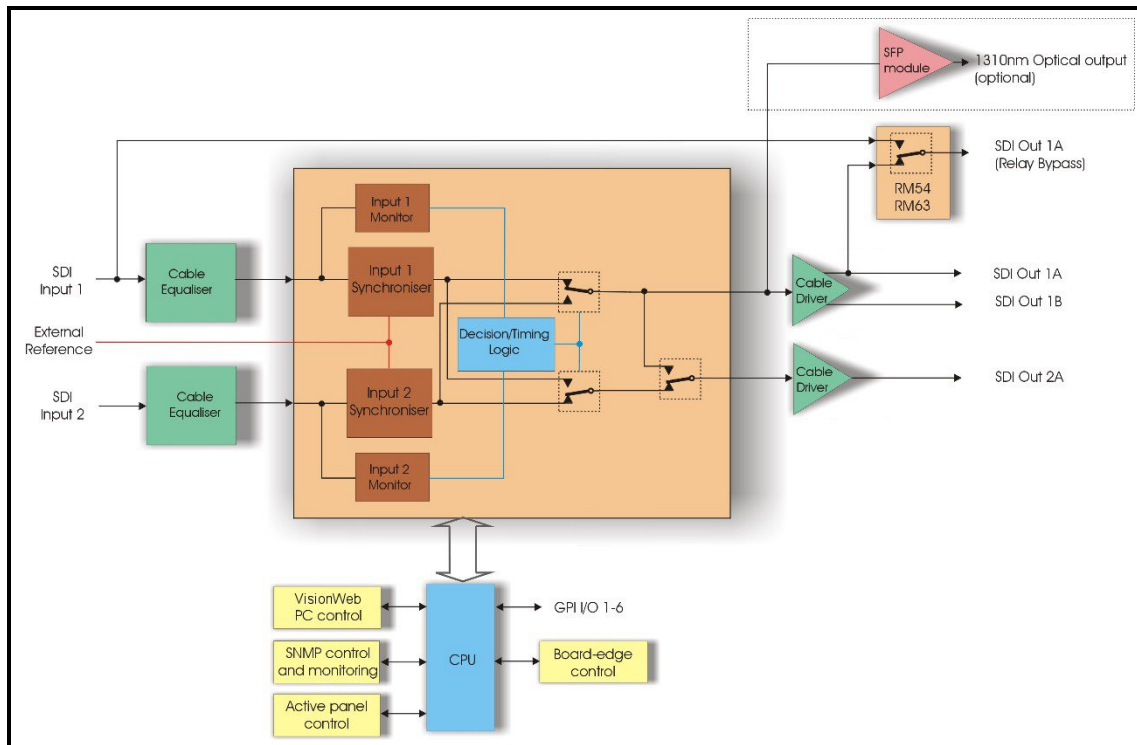 SFP
module
1310nm Optical output
(optional)
SDI Out 1A
(Relay Bypass)
RM54
RM63
Input 1
Monitor
SDI
Input 1
Cable
Equaliser
Input 1
Synchroniser
Cable
Driver
SDI Out 1A
SDI Out 1B
External
Reference
Decision/Timing
Logic
SDI
Input 2
Cable
Equaliser
Input 2
Synchroniser
Cable
Driver
SDI Out 2A
Input 2
Monitor
VisionWeb
PC control
GPI I/O 1-6
SNMP control
and monitoring
CPU
Board-edge
control
Active panel
control